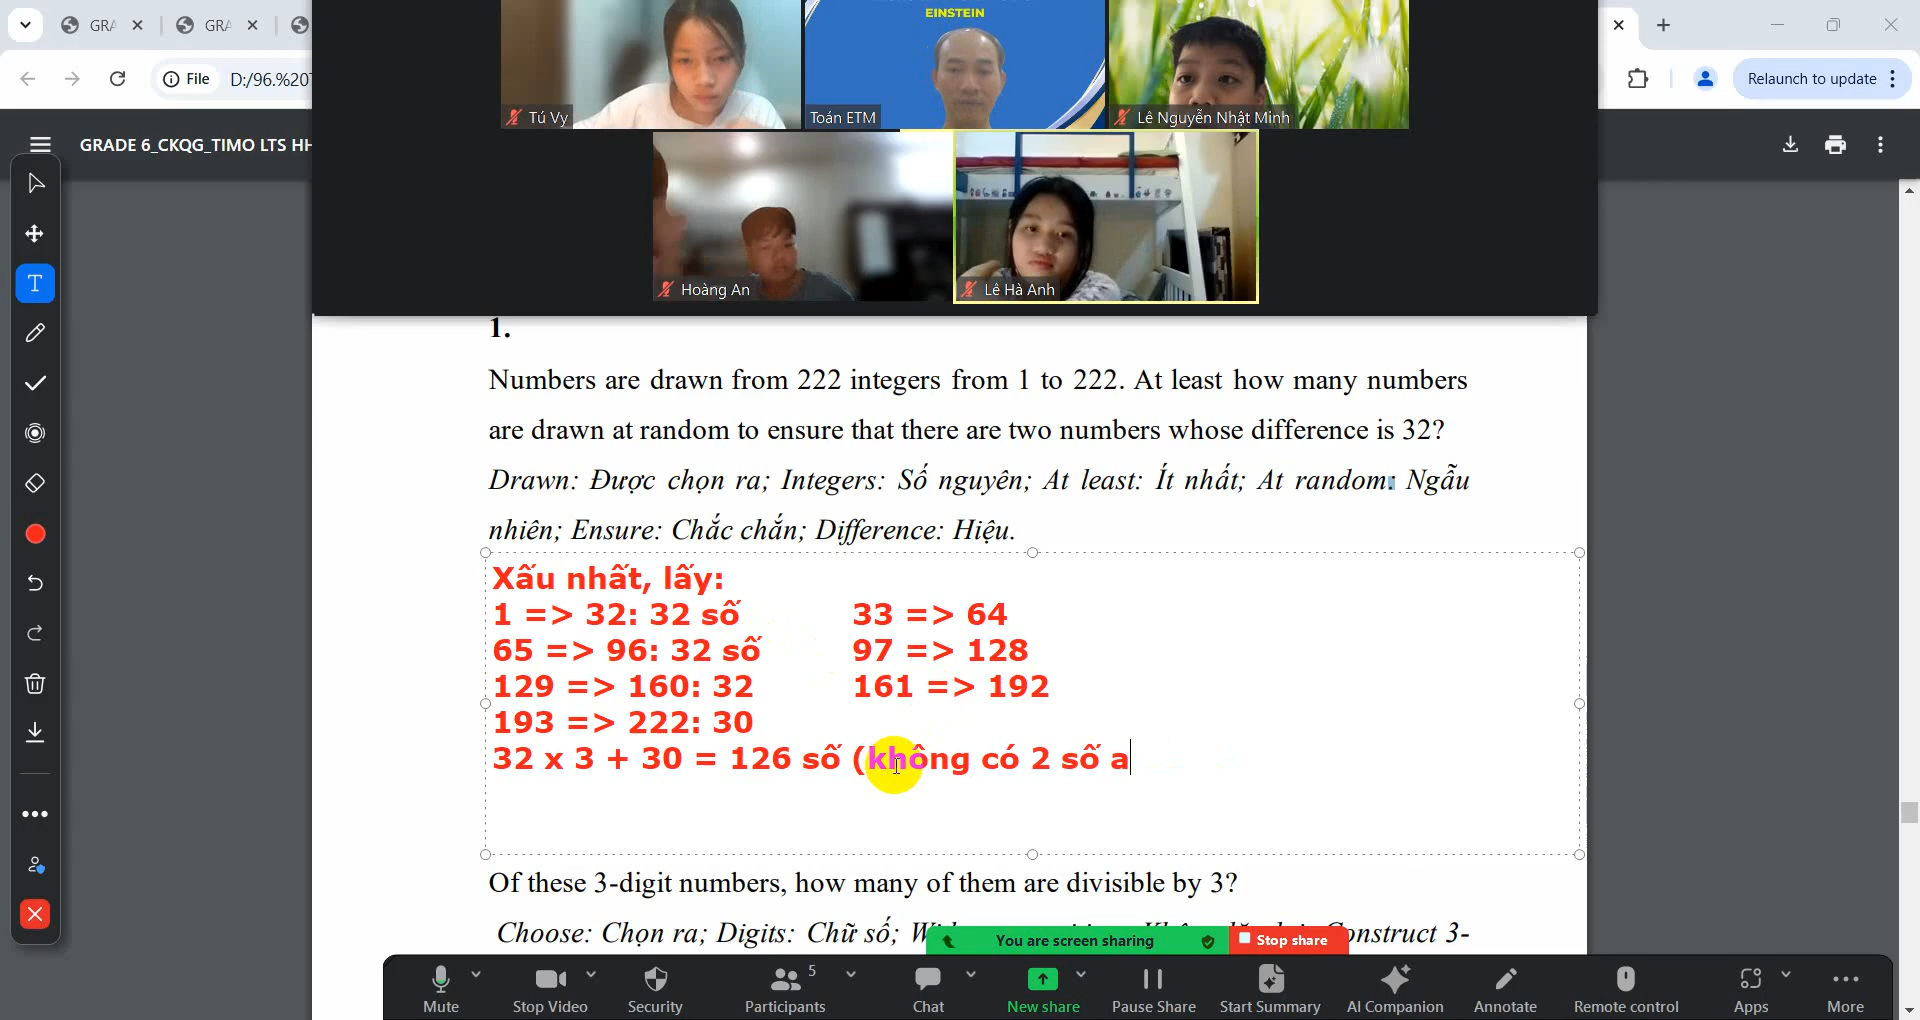 GRA
GRA
File
D:/96.%20T
Relaunch to update
GRADE 6_CKQG_TIMO LTS HH
EINSTEIN
Tú Vy
Toán ETM
Lê Nguyễn Nhật Minh
Hoàng An
Lê Hà Anh
1.
Numbers are drawn from 222 integers from 1 to 222. At least how many numbers
are drawn at random to ensure that there are two numbers whose difference is 32?
Drawn: Được chọn ra; Integers: Số nguyên; At least: Ít nhất; At random: Ngẫu
nhiên; Ensure: Chắc chắn; Difference: Hiệu.
Xấu nhất, lấy:
1 => 32: 32 số 33 => 64
65 => 96: 32 số 97 => 128
129 => 160: 32 161 => 192
193 => 222: 30
32 x 3 + 30 = 126 số (không có 2 số a
Of these 3-digit numbers, how many of them are divisible by 3?
Choose: Chọn ra; Digits: Chữ số; Construct 3-
You are screen sharing
Stop share
Mute
Stop Video
Security
Participants 5
Chat
New share
Pause Share
Start Summary
AI Companion
Annotate
Remote control
Apps
More